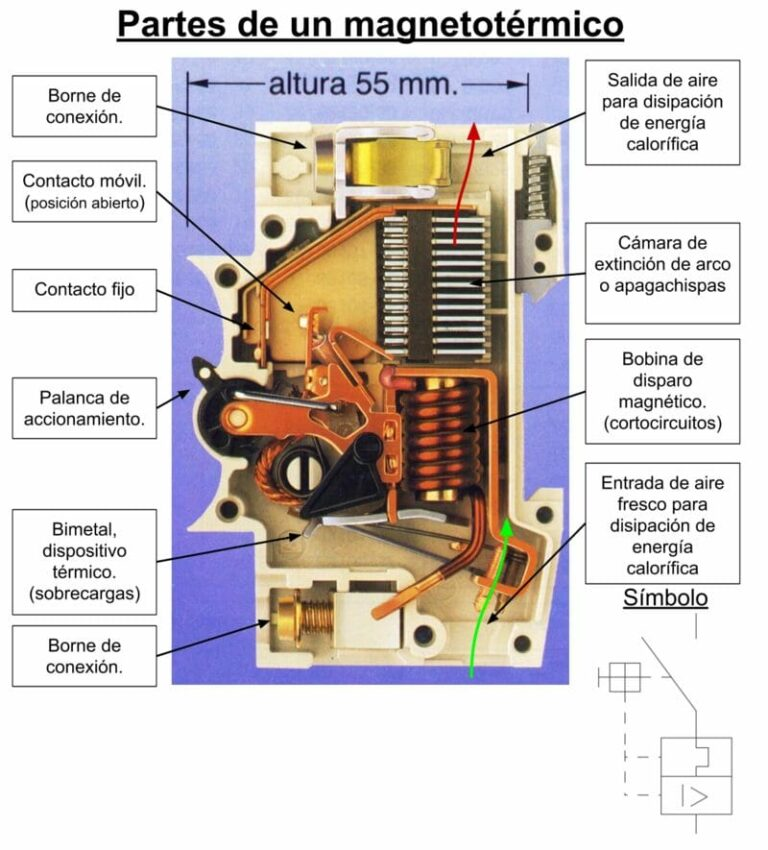 Partes de un magnetotérmico
altura 55 mm.
Borne de
conexión.
Contacto móvil.
(posición abierto)
Contacto fijo
Palanca de
accionamiento.
Bimetal,
dispositivo
térmico.
(sobrecargas)
Borne de
conexión.
Salida de aire
para disipación
de energía
calorífica
Cámara de
extinción de arco
o apagachispas
Bobina de
disparo
magnético.
(cortocircuitos)
Entrada de aire
fresco para
disipación de
energía
calorífica
Símbolo
I>